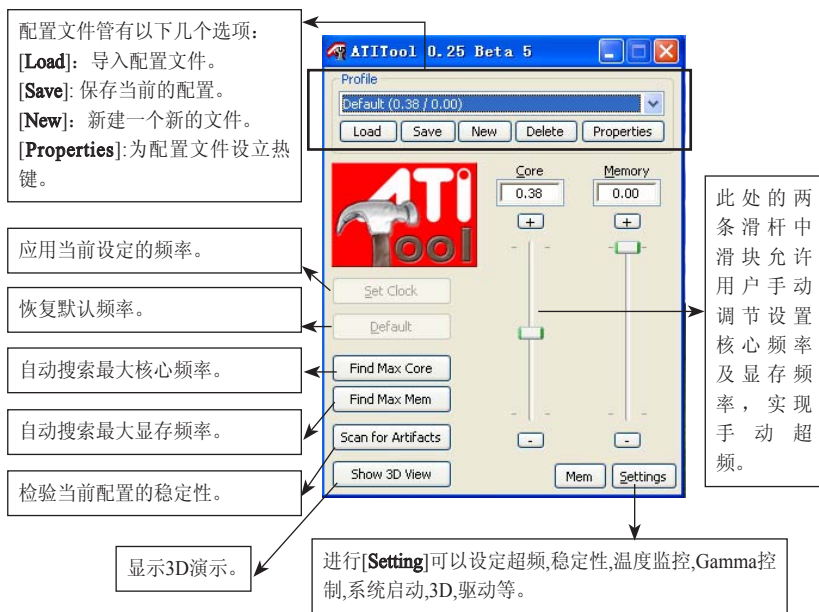 配置文件管有以下几个选项：
[Load]：导入配置文件。
[Save]: 保存当前的配置。
[New]：新建一个新的文件。
[Properties]:为配置文件设立热
键。
应用当前设定的频率。
恢复默认频率。
自动搜索最大核心频率。
自动搜索最大显存频率。
检验当前配置的稳定性。
显示3D演示。
ATITool 0.25 Beta 5
Profile
Default (0.38 / 0.00)
Load Save New Delete Properties
ATI
Tool
Core Memory
0.38 0.00
+ +
Set Clock
Default
Find Max Core
Find Max Mem
Scan for Artifacts
- -
Show 3D View
Mem Settings
此处的两
条滑杆中
滑块允许
用户手动
调节设置
核心频率
及显存频
率，实现
手动超
频。
进行[Setting]可以设定超频,稳定性,温度监控,Gamma控
制,系统启动,3D,驱动等。